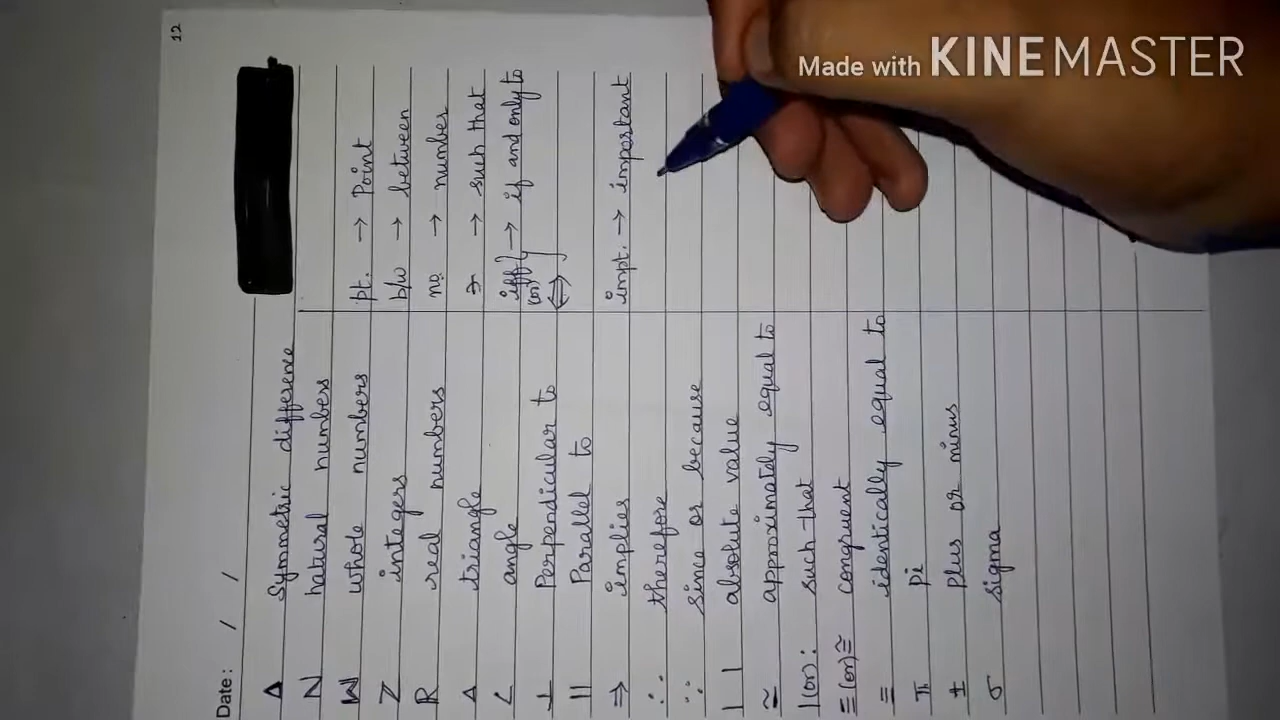 Made with KINEMASTER
12
Date: / /
Δ Symmetric difference
N natural numbers
W whole numbers
Z integers
R real numbers
Δ triangle
∠ angle
⊥ Perpendicular to
|| Parallel to
⇒ implies
∴ therefore
∵ since or because
| | absolute value
≅ approximately equal to
| (or) : such that
≡ (or) ≅ congruent
≡ identically equal to
π pi
± plus or minus
σ sigma
pt. → Point
b/w → between
no. → number
∋ → such that
iff (or) ⇔ } → if and only to
impt. → important